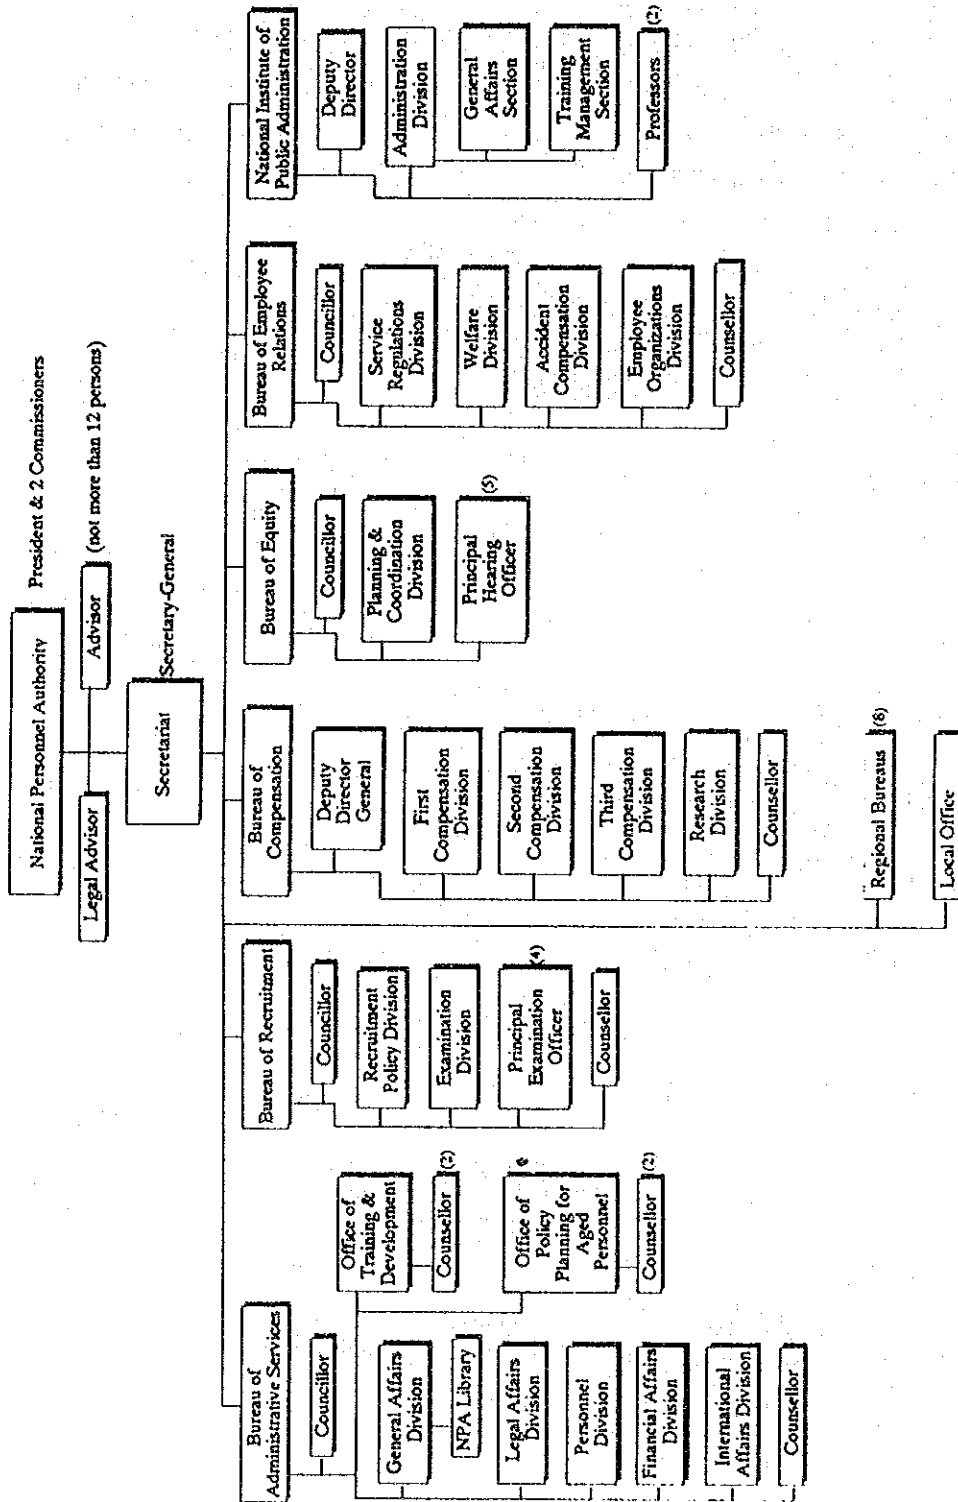 National Personnel Authority
President & 2 Commissioners
Legal Advisor
Advisor
(not more than 12 persons)
Secretariat
Secretary-General
Bureau of
Administrative Services
Councillor
General Affairs
Division
NPA Library
Legal Affairs
Division
Personnel
Division
Financial Affairs
Division
International
Affairs Division
Counsellor
Office of
Training &
Development
Counsellor
(2)
Office of
Policy
Planning for
Aged
Personnel
Counsellor
(2)
Bureau of Recruitment
Councillor
Recruitment
Policy Division
Examination
Division
Principal
Examination
Officer
(4)
Counsellor
Bureau of
Compensation
Deputy
Director
General
First
Compensation
Division
Second
Compensation
Division
Third
Compensation
Division
Research
Division
Counsellor
Regional Bureaus
(8)
Local Office
Bureau of Equity
Councillor
Planning &
Coordination
Division
Principal
Hearing
Officer
(5)
Bureau of Employee
Relations
Councillor
Service
Regulations
Division
Welfare
Division
Accident
Compensation
Division
Employee
Organizations
Division
Counsellor
National Institute of
Public Administration
Deputy
Director
Administration
Division
General
Affairs
Section
Training
Management
Section
Professors
(2)